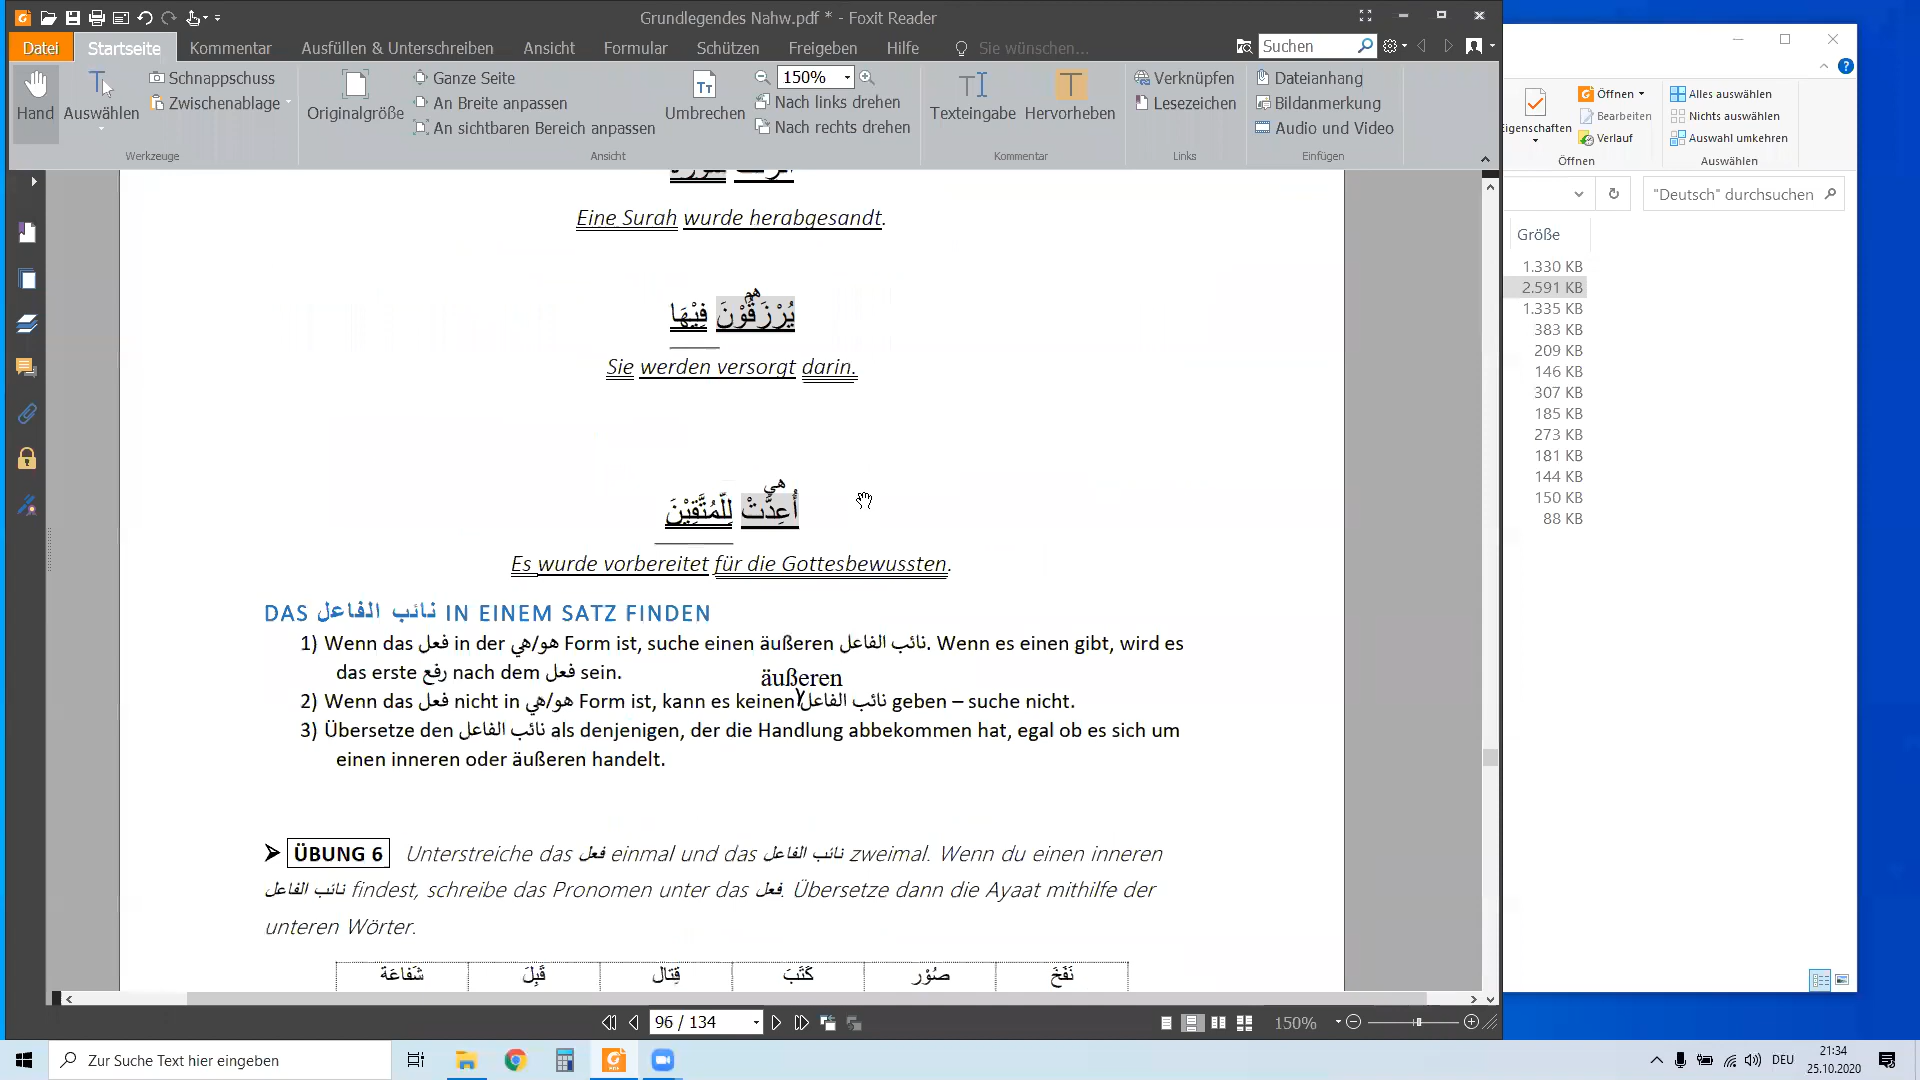 Grundlegendes Nahw.pdf * - Foxit Reader
Datei Startseite Kommentar Ausfüllen & Unterschreiben Ansicht Formular Schützen Freigeben Hilfe Sie wünschen... Suchen
Hand Auswählen Schnappschuss Zwischenablage
Originalgröße Ganze Seite An Breite anpassen An sichtbaren Bereich anpassen
Umbrechen 150% Nach links drehen Nach rechts drehen
Texteingabe Hervorheben Verknüpfen Lesezeichen
Dateianhang Bildanmerkung Audio und Video
Werkzeuge Ansicht Kommentar Links Einfügen
Eigenschaften Öffnen Bearbeiten Verlauf
Alles auswählen Nichts auswählen Auswahl umkehren
Öffnen Auswählen
"Deutsch" durchsuchen
Größe
1.330 KB
2.591 KB
1.335 KB
383 KB
209 KB
146 KB
307 KB
185 KB
273 KB
181 KB
144 KB
150 KB
88 KB
Eine Surah wurde herabgesandt.
هم
يُرْزَقُوْنَ فِيْهَا
Sie werden versorgt darin.
هي
أُعِدَّتْ لِلْمُتَّقِيْنَ
Es wurde vorbereitet für die Gottesbewussten.
DAS نائب الفاعل IN EINEM SATZ FINDEN
1) Wenn das فعل in der هو/هي Form ist, suche einen äußeren نائب الفاعل. Wenn es einen gibt, wird es
das erste رفع nach dem فعل sein.
äußeren
2) Wenn das فعل nicht in هو/هي Form ist, kann es keinen نائب الفاعل geben – suche nicht.
3) Übersetze den نائب الفاعل als denjenigen, der die Handlung abbekommen hat, egal ob es sich um
einen inneren oder äußeren handelt.
ÜBUNG 6 Unterstreiche das فعل einmal und das نائب الفاعل zweimal. Wenn du einen inneren
نائب الفاعل findest, schreibe das Pronomen unter das فعل. Übersetze dann die Ayaat mithilfe der
unteren Wörter.
نَفَخَ صُوْر كَتَبَ قِتَال قَبِلَ شَفاعَة
96 / 134
150%
Zur Suche Text hier eingeben
DEU
21:34
25.10.2020